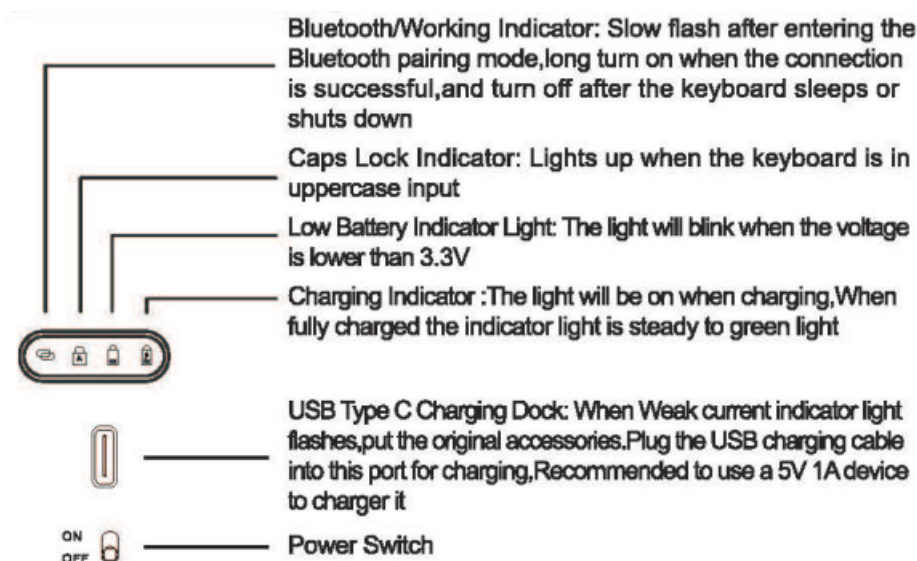 Bluetooth/Working Indicator: Slow flash after entering the
Bluetooth pairing mode,long turn on when the connection
is successful,and turn off after the keyboard sleeps or
shuts down
Caps Lock Indicator: Lights up when the keyboard is in
uppercase input
Low Battery Indicator Light: The light will blink when the voltage
is lower than 3.3V
Charging Indicator :The light will be on when charging,When
fully charged the indicator light is steady to green light
A
USB Type C Charging Dock: When Weak current indicator light
flashes,put the original accessories.Plug the USB charging cable
into this port for charging,Recommended to use a 5V 1A device
to charger it
ON
OFF
Power Switch